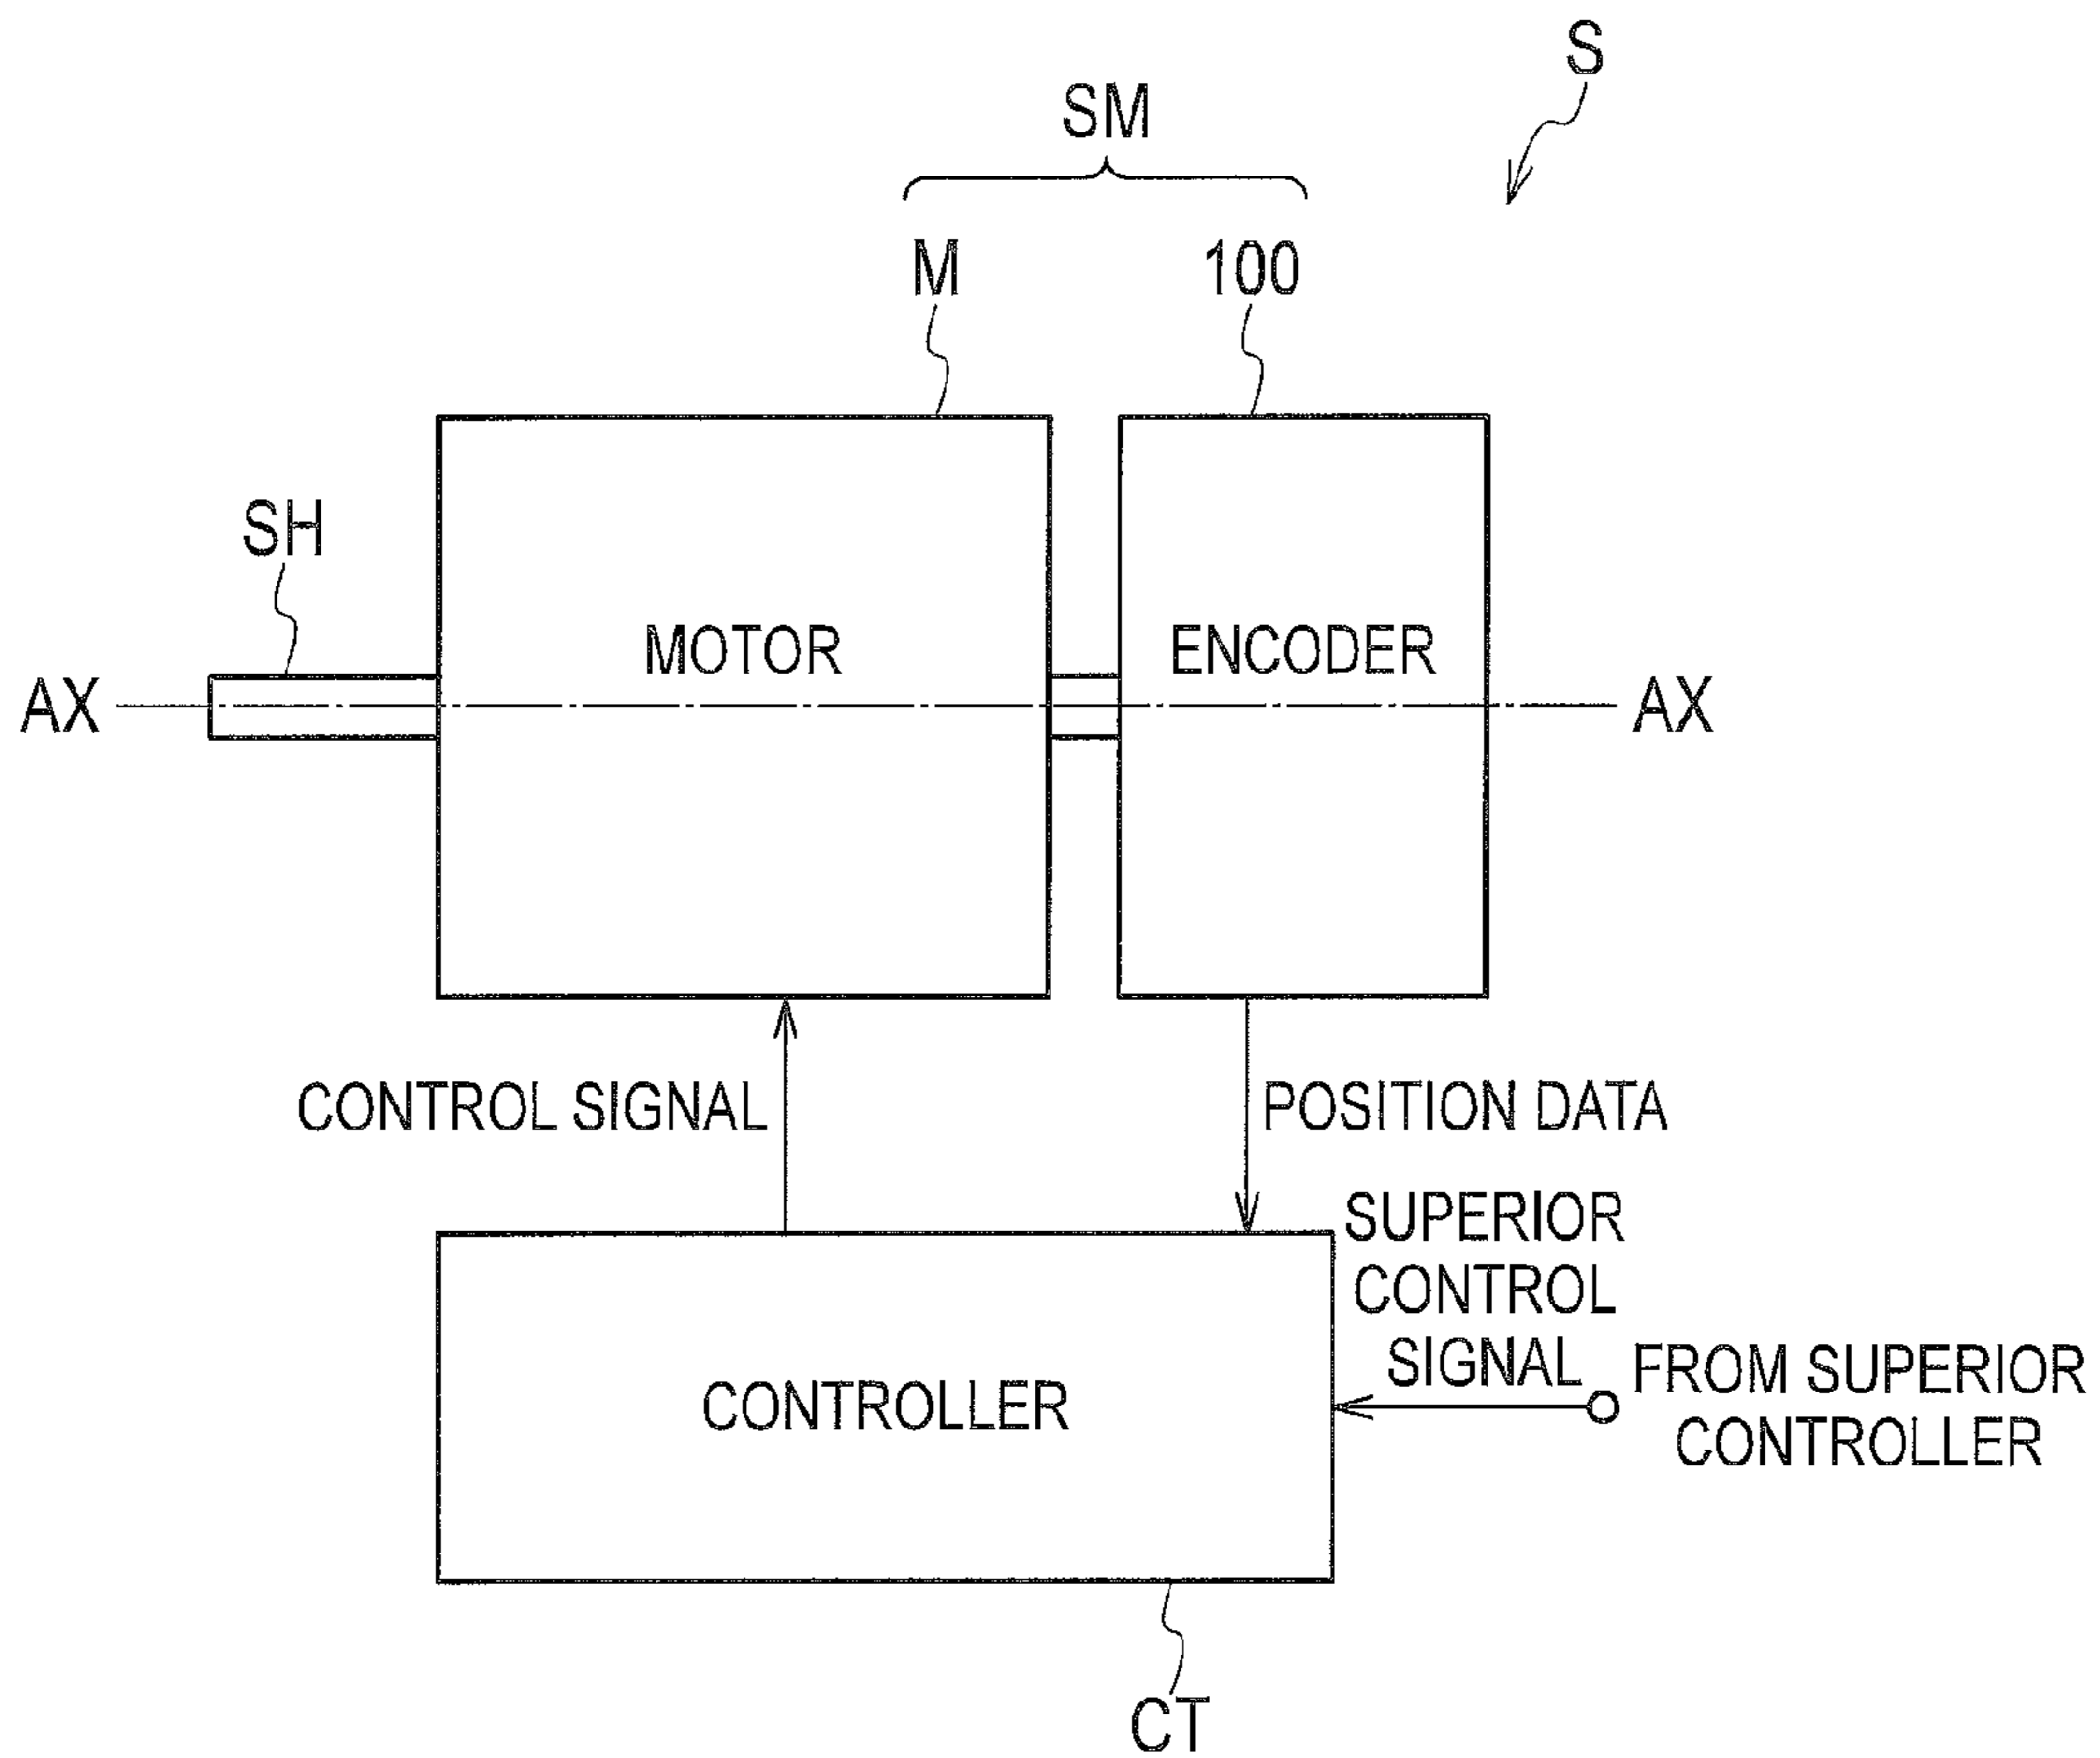 S
SM
M
100
SH
MOTOR
ENCODER
AX
AX
CONTROL SIGNAL
POSITION DATA
SUPERIOR
CONTROL
SIGNAL
FROM SUPERIOR
CONTROLLER
CONTROLLER
CT